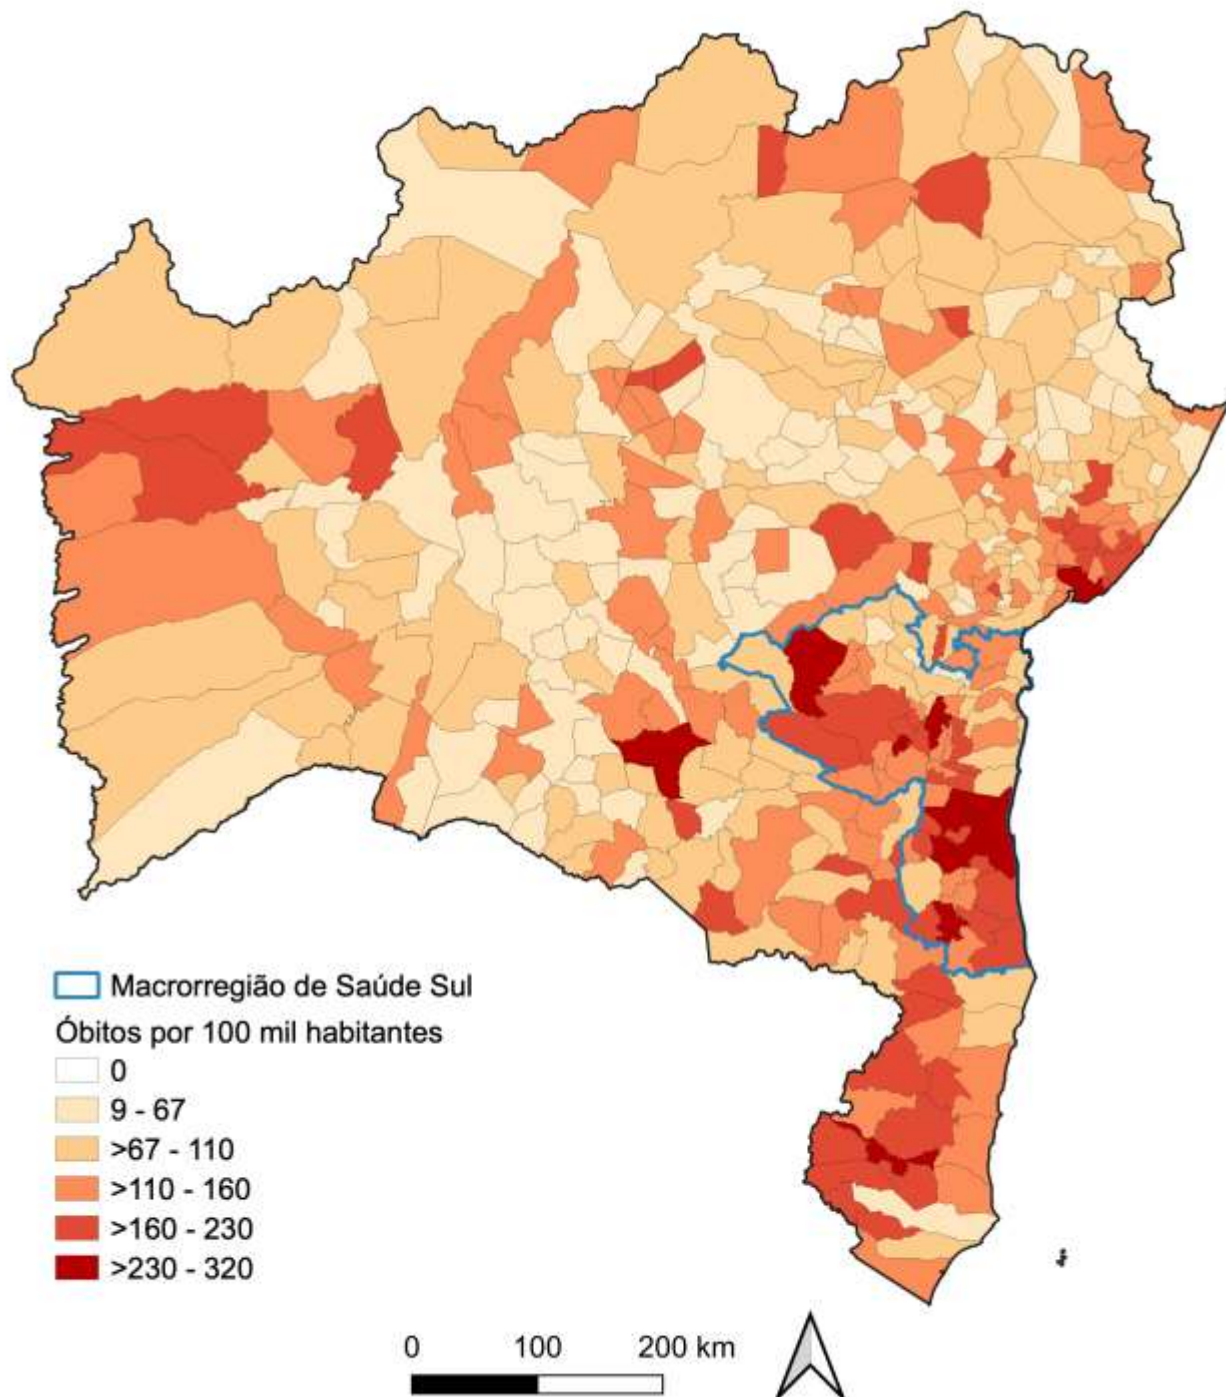 Macrorregião de Saúde Sul
Óbitos por 100 mil habitantes
0
9 - 67
>67 - 110
>110 - 160
>160 - 230
>230 - 320
0 100 200 km